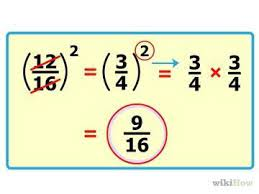 (12/16)² = (3/4)² = 3/4 × 3/4
= 9/16
wikiHow